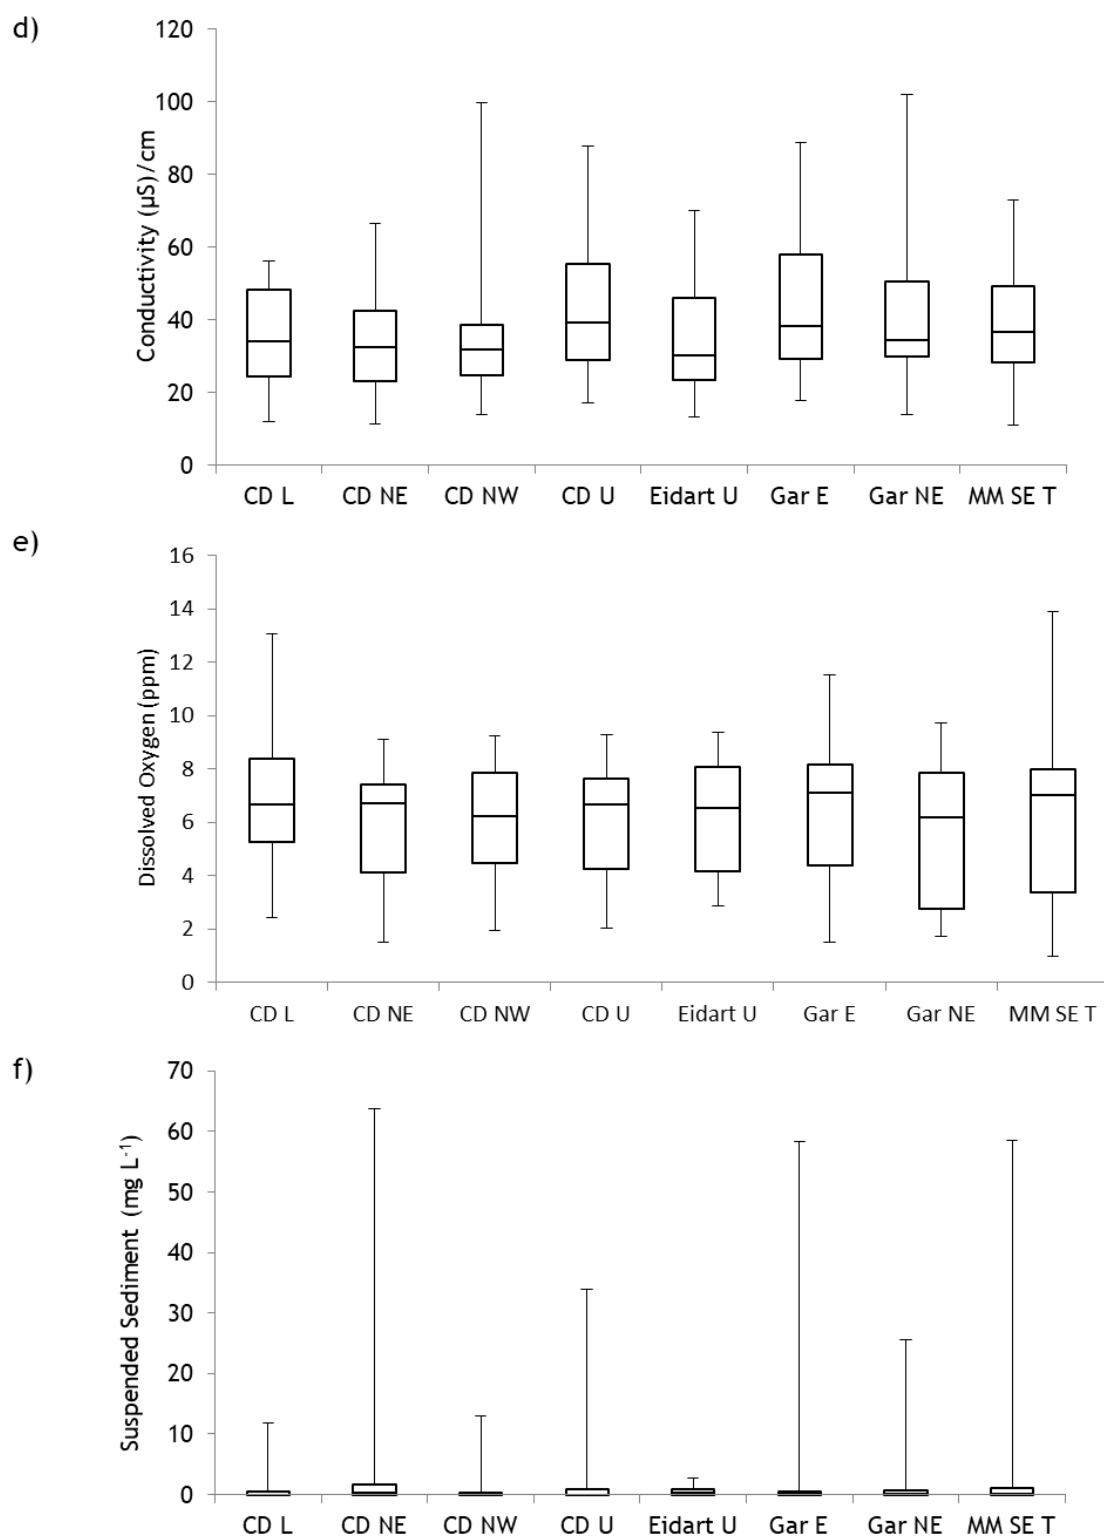 d)
120
100
80
60
40
20
0
Conductivity (µS)/cm
CD L CD NE CD NW CD U Eidart U Gar E Gar NE MM SE T
e)
16
14
12
10
8
6
4
2
0
Dissolved Oxygen (ppm)
CD L CD NE CD NW CD U Eidart U Gar E Gar NE MM SE T
f)
70
60
50
40
30
20
10
0
Suspended Sediment (mg L⁻¹)
CD L CD NE CD NW CD U Eidart U Gar E Gar NE MM SE T